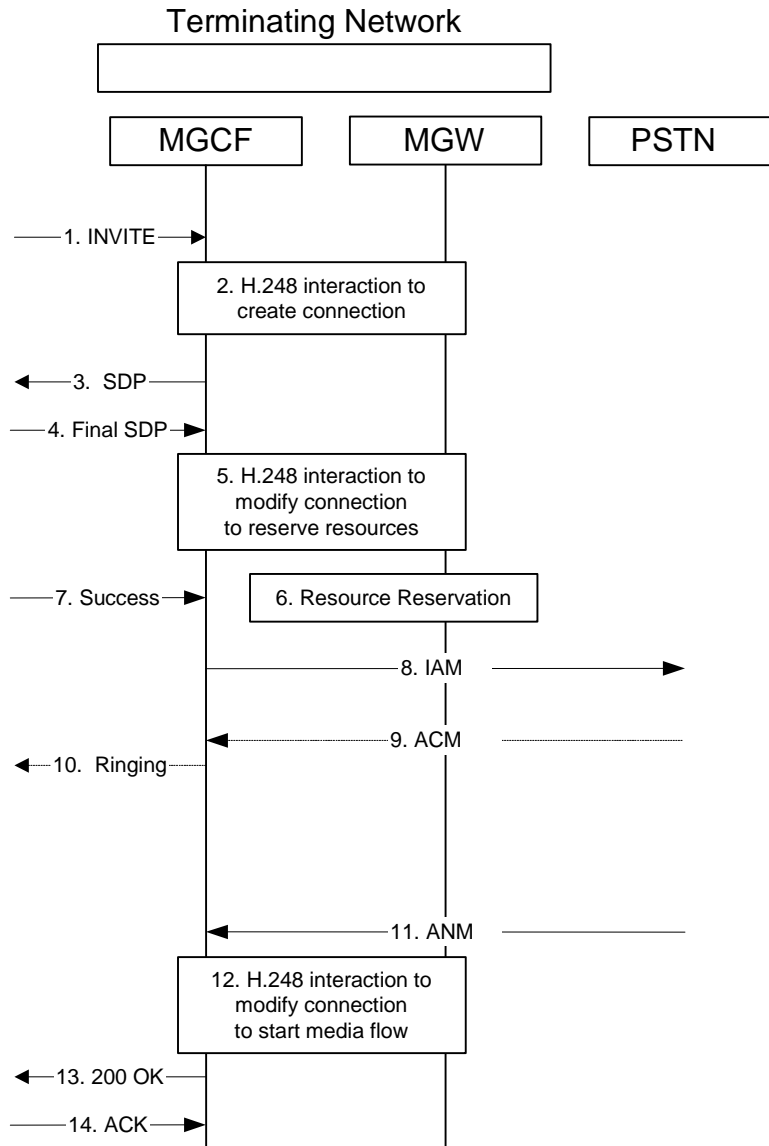 Terminating Network
MGCF
MGW
PSTN
1. INVITE
2. H.248 interaction to
create connection
3. SDP
4. Final SDP
5. H.248 interaction to
modify connection
to reserve resources
7. Success
6. Resource Reservation
8. IAM
9. ACM
10. Ringing
11. ANM
12. H.248 interaction to
modify connection
to start media flow
13. 200 OK
14. ACK